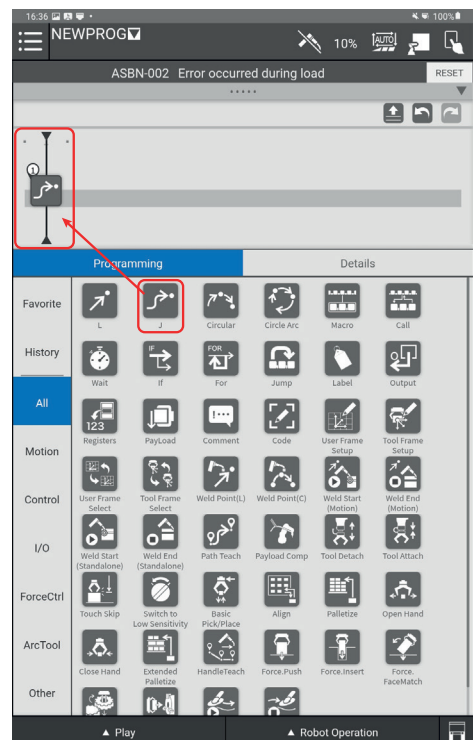 16:36
100%
NEWPROG
10%
AUTO
ASBN-002 Error occurred during load
RESET
1
Programming
Details
Favorite
History
All
Motion
Control
I/O
ForceCtrl
ArcTool
Other
L
J
Circular
Circle Arc
Macro
Call
IF
FOR
Wait
If
For
Jump
Label
Output
123
Registers
PayLoad
Comment
Code
User Frame
Setup
Tool Frame
Setup
User Frame
Select
Tool Frame
Select
Weld Point(L)
Weld Point(C)
Weld Start
(Motion)
Weld End
(Motion)
Weld Start
(Standalone)
Weld End
(Standalone)
Path Teach
Payload Comp
Tool Detach
Tool Attach
Touch Skip
Switch to
Low Sensitivity
Basic
Pick/Place
Align
Palletize
Open Hand
Close Hand
Extended
Palletize
HandleTeach
Force.Push
Force.Insert
Force.
FaceMatch
▲ Play
▲ Robot Operation